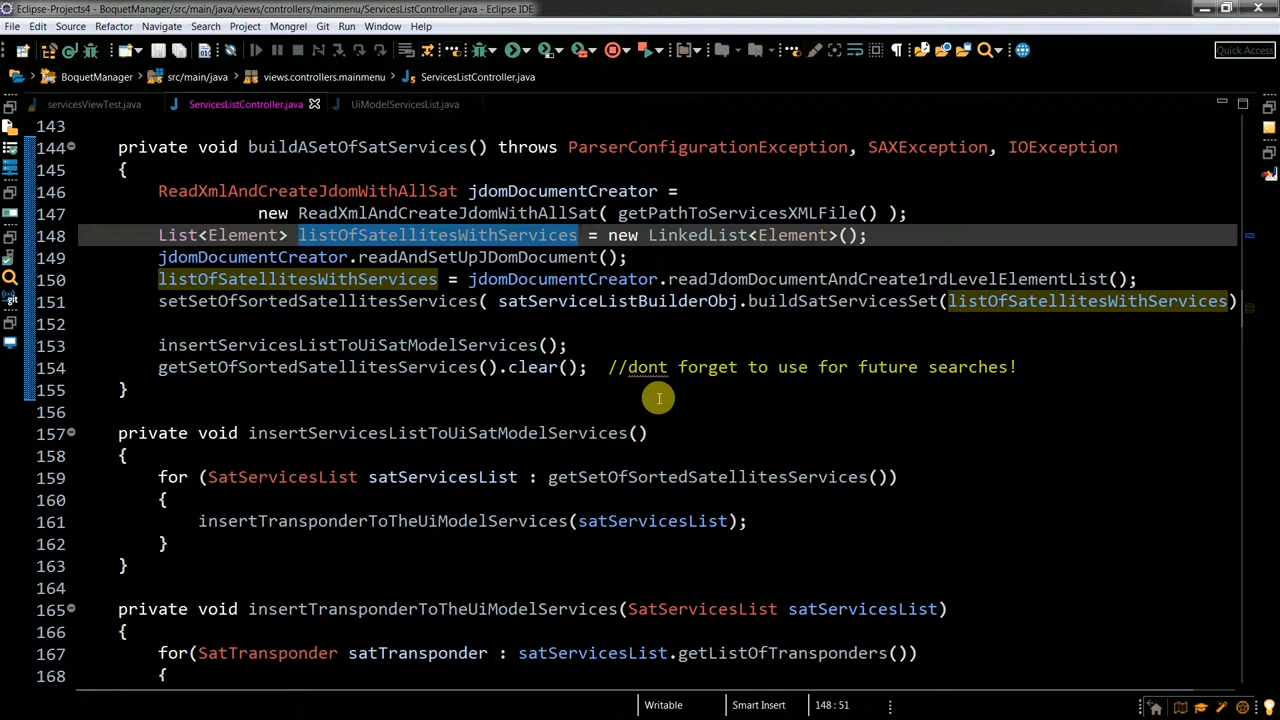 Eclipse-Projects4 - BoquetManager/src/main/java/views/controllers/mainmenu/ServicesListController.java - Eclipse IDE
File Edit Source Refactor Navigate Search Project Mongrel Git Run Window Help
Quick Access
BoquetManager src/main/java views.controllers.mainmenu ServicesListController.java
servicesViewTest.java ServicesListController.java UiModelServicesList.java
143
144 private void buildASetOfSatServices() throws ParserConfigurationException, SAXException, IOException
145 {
146 ReadXmlAndCreateJdomWithAllSat jdomDocumentCreator =
147 new ReadXmlAndCreateJdomWithAllSat( getPathToServicesXMLFile() );
148 List<Element> listOfSatellitesWithServices = new LinkedList<Element>();
149 jdomDocumentCreator.readAndSetUpJDomDocument();
150 listOfSatellitesWithServices = jdomDocumentCreator.readJdomDocumentAndCreate1rdLevelElementList();
151 setSetOfSortedSatellitesServices( satServiceListBuilderObj.buildSatServicesSet(listOfSatellitesWithServices)
152
153 insertServicesListToUiSatModelServices();
154 getSetOfSortedSatellitesServices().clear(); //dont forget to use for future searches!
155 }
156
157 private void insertServicesListToUiSatModelServices()
158 {
159 for (SatServicesList satServicesList : getSetOfSortedSatellitesServices())
160 {
161 insertTransponderToTheUiModelServices(satServicesList);
162 }
163 }
164
165 private void insertTransponderToTheUiModelServices(SatServicesList satServicesList)
166 {
167 for(SatTransponder satTransponder : satServicesList.getListOfTransponders())
168 {
Writable Smart Insert 148 : 51